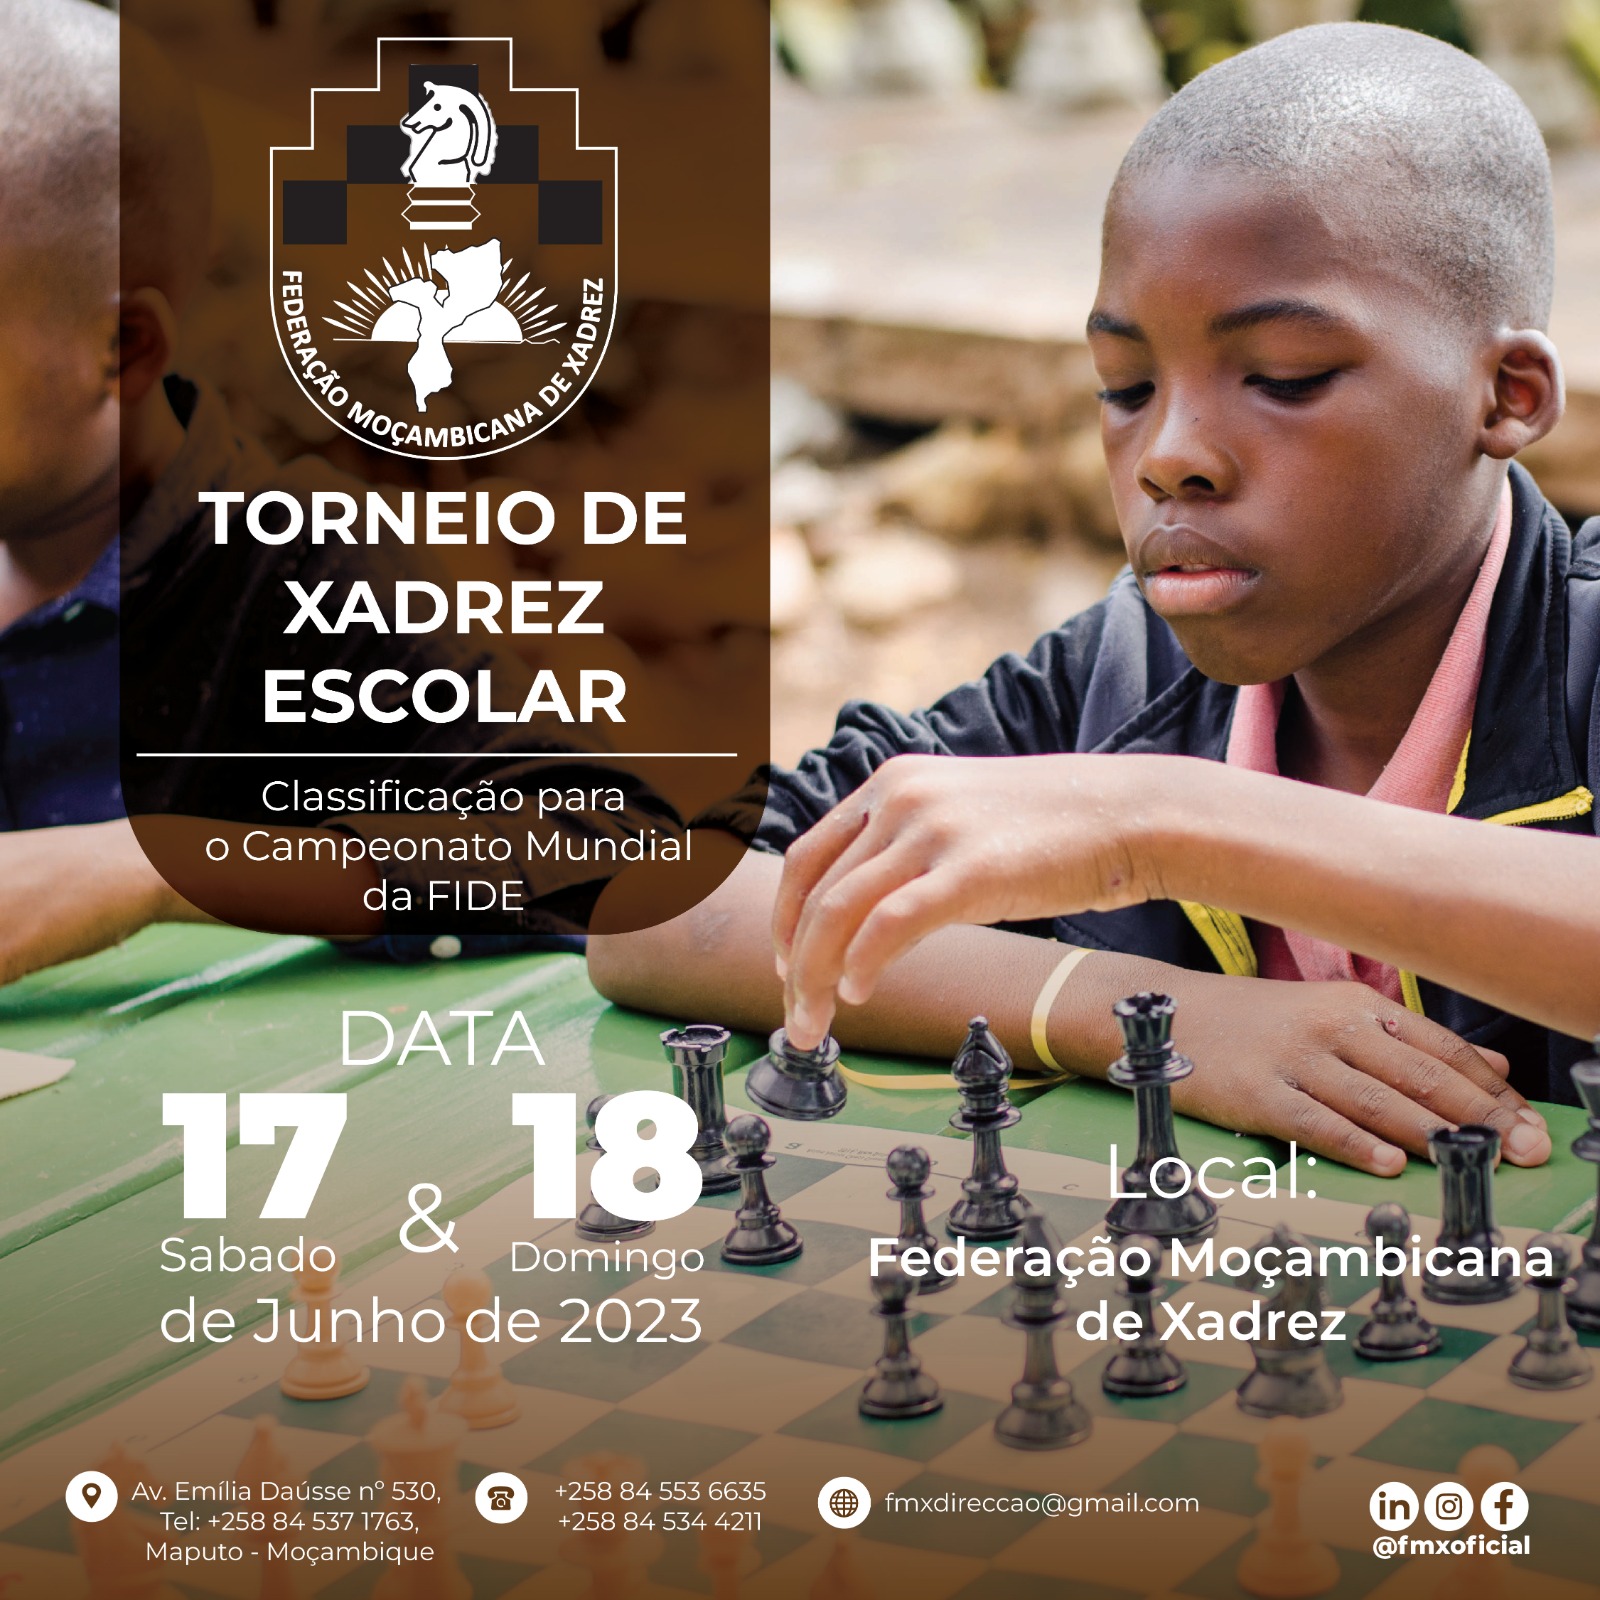 FEDERAÇÃO MOÇAMBICANA DE XADREZ
TORNEIO DE
XADREZ
ESCOLAR
Classificação para
o Campeonato Mundial
da FIDE
DATA
17 & 18
Sabado Domingo
de Junho de 2023
Local:
Federação Moçambicana
de Xadrez
Av. Emília Daússe nº 530,
Tel: +258 84 537 1763,
Maputo - Moçambique
+258 84 553 6635
+258 84 534 4211
fmxdireccao@gmail.com
in f
@fmxoficial